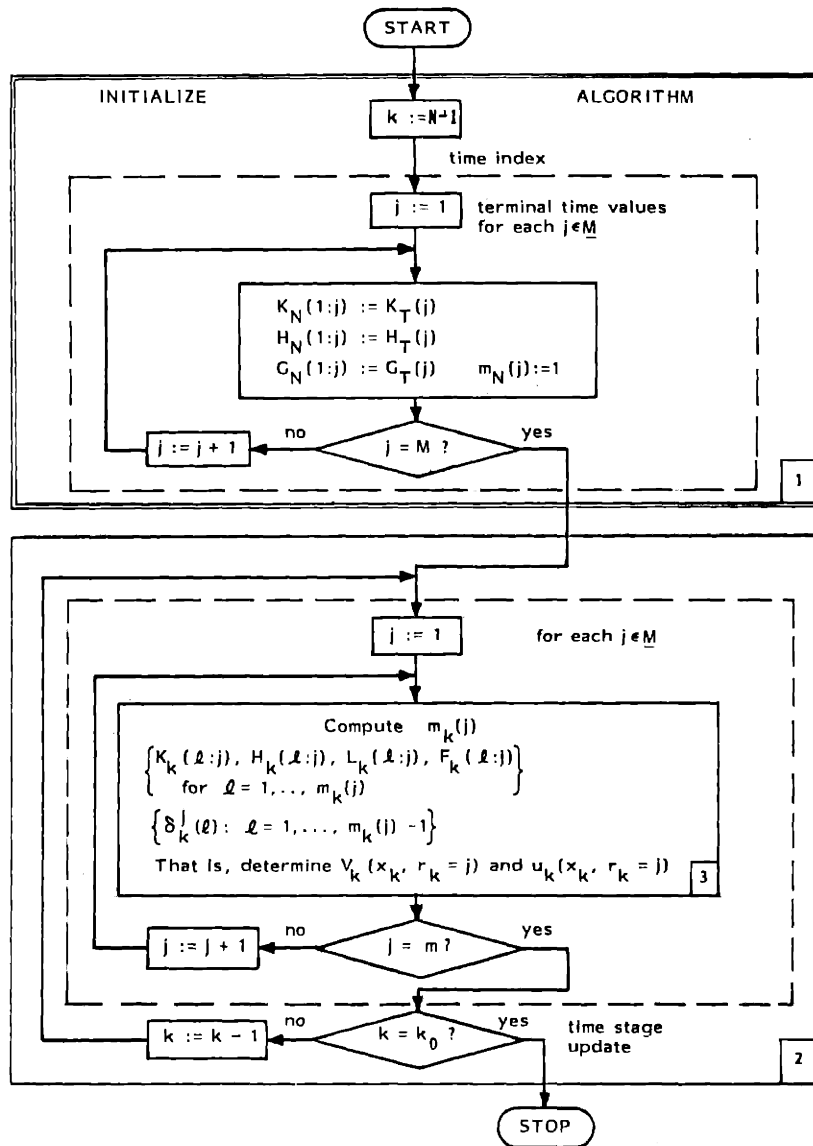 START
INITIALIZE ALGORITHM
k := N-1
time index
j := 1
terminal time values
for each j ϵ M
K_N(1:j) := K_T(j)
H_N(1:j) := H_T(j)
G_N(1:j) := G_T(j) m_N(j):=1
j := j + 1
no
j = M ?
yes
1
j := 1
for each j ϵ M
Compute m_k(j)
{K_k(ℓ:j), H_k(ℓ:j), L_k(ℓ:j), F_k(ℓ:j)}
for ℓ = 1,.., m_k(j)
{δ_k^j(ℓ): ℓ = 1,..., m_k(j) -1}
That is, determine V_k(x_k, r_k = j) and u_k(x_k, r_k = j)
3
j := j + 1
no
j = m ?
yes
k := k - 1
no
k = k_0 ?
yes
time stage
update
2
STOP